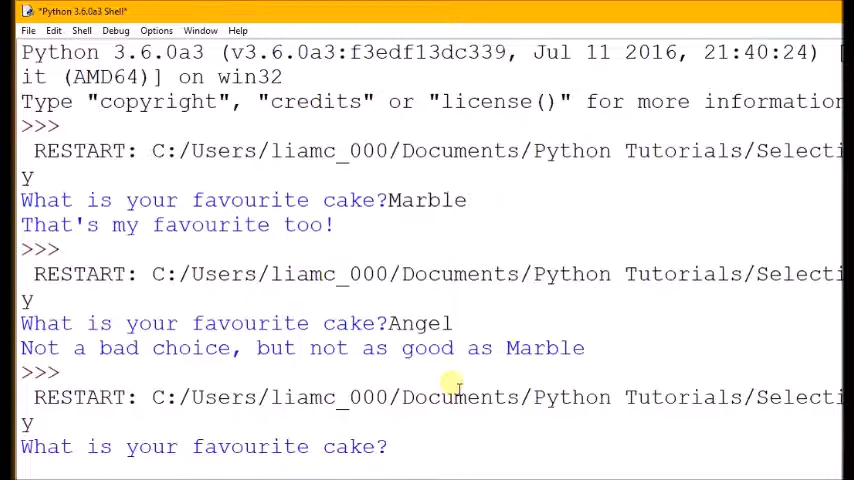 *Python 3.6.0a3 Shell*
File Edit Shell Debug Options Window Help
Python 3.6.0a3 (v3.6.0a3:f3edf13dc339, Jul 11 2016, 21:40:24) [
it (AMD64)] on win32
Type "copyright", "credits" or "license()" for more information
>>>
RESTART: C:/Users/liamc_000/Documents/Python Tutorials/Selecti
y
What is your favourite cake?Marble
That's my favourite too!
>>>
RESTART: C:/Users/liamc_000/Documents/Python Tutorials/Selecti
y
What is your favourite cake?Angel
Not a bad choice, but not as good as Marble
>>>
RESTART: C:/Users/liamc_000/Documents/Python Tutorials/Selecti
y
What is your favourite cake?